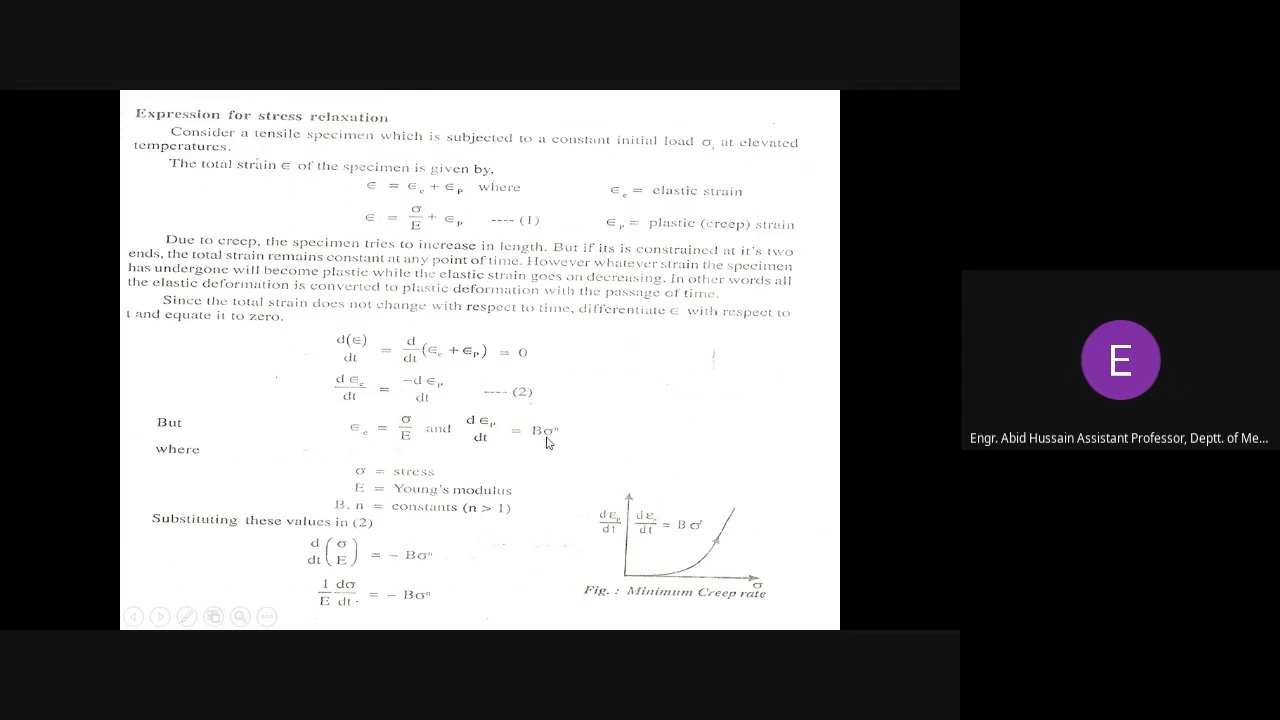 Expression for stress relaxation
Consider a tensile specimen which is subjected to a constant initial load σᵢ at elevated
temperatures.
The total strain ∈ of the specimen is given by,
∈ = ∈ₑ + ∈ₚ where ∈ₑ = elastic strain
∈ = σ/E + ∈ₚ ---- (1) ∈ₚ = plastic (creep) strain
Due to creep, the specimen tries to increase in length. But if its is constrained at it's two
ends, the total strain remains constant at any point of time. However whatever strain the specimen
has undergone will become plastic while the elastic strain goes on decreasing. In other words all
the elastic deformation is converted to plastic deformation with the passage of time.
Since the total strain does not change with respect to time, differentiate ∈ with respect to
t and equate it to zero.
d(∈)/dt = d/dt (∈ₑ + ∈ₚ) = 0
d∈ₑ/dt = -d∈ₚ/dt ---- (2)
But ∈ₑ = σ/E and d∈ₚ/dt = Bσⁿ
where
σ = stress
E = Young's modulus
B, n = constants (n > 1)
Substituting these values in (2)
d/dt (σ/E) = - Bσⁿ
1/E dσ/dt = - Bσⁿ
dεₚ/dt
= B σ
σ
Fig. : Minimum Creep rate
E
Engr. Abid Hussain Assistant Professor, Deptt. of Me...